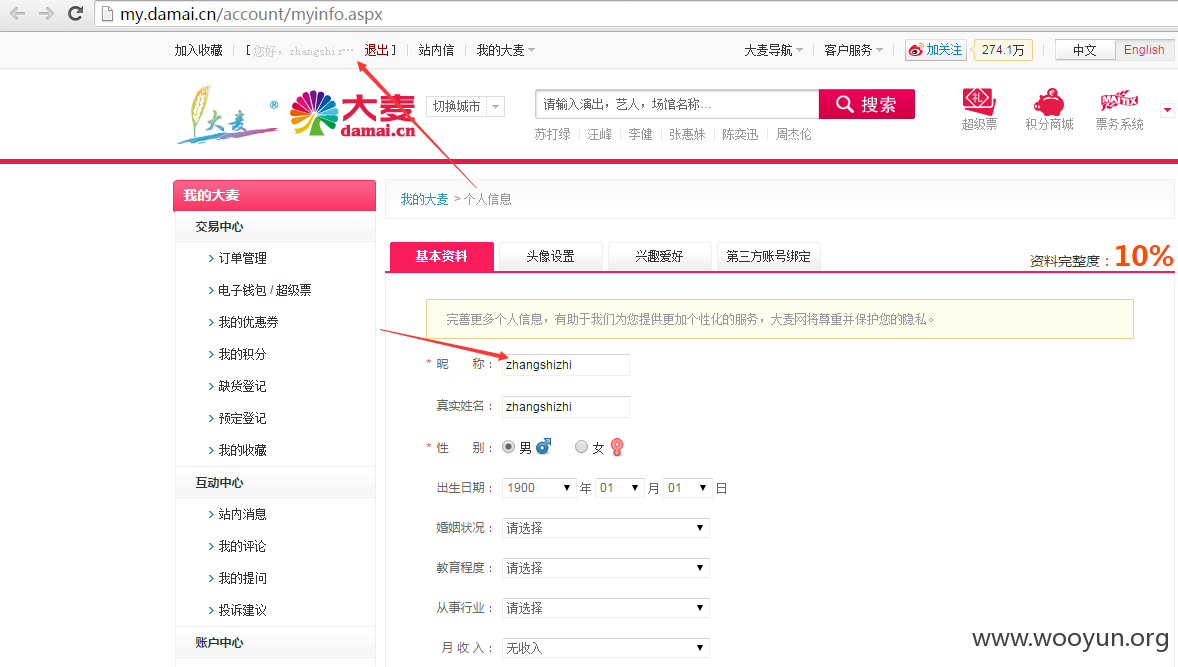 my.damai.cn/account/myinfo.aspx
加入收藏 [ 您好，zhangshiz··· 退出 ] 站内信 我的大麦 大麦导航 客户服务 加关注 274.1万 中文 English
大麦 ® 大麦 damai.cn 切换城市 请输入演出，艺人，场馆名称... 搜索 礼 超级票 积分商城 MAITIX 票务系统
苏打绿 汪峰 李健 张惠妹 陈奕迅 周杰伦
我的大麦
交易中心
订单管理
电子钱包 / 超级票
我的优惠券
我的积分
缺货登记
预定登记
我的收藏
互动中心
站内消息
我的评论
我的提问
投诉建议
账户中心
我的大麦 > 个人信息
基本资料 头像设置 兴趣爱好 第三方账号绑定 资料完整度：10%
完善更多个人信息，有助于我们为您提供更加个性化的服务，大麦网将尊重并保护您的隐私。
* 昵 称： zhangshizhi
真实姓名： zhangshizhi
* 性 别： 男 女
出生日期： 1900 年 01 月 01 日
婚姻状况： 请选择
教育程度： 请选择
从事行业： 请选择
月 收 入： 无收入
www.wooyun.org